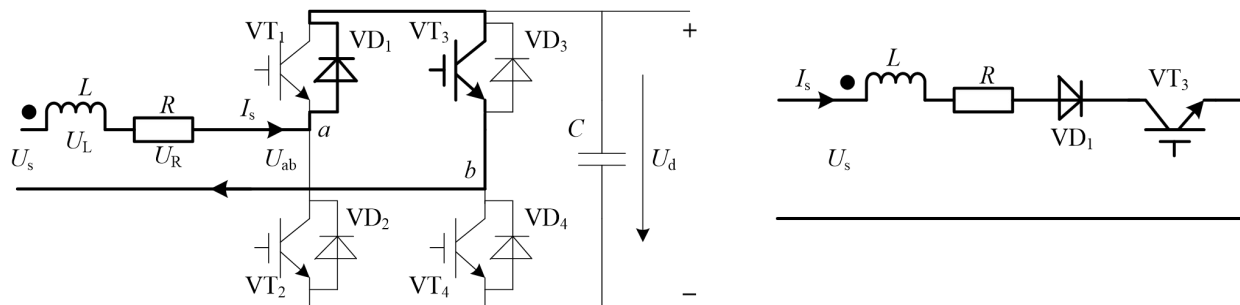 VT1
VD1
VT3
VD3
+
L
R
Is
a
UL
UR
Uab
Us
b
C
Ud
VD2
VD4
VT2
VT4
−
Is
L
R
VT3
VD1
Us